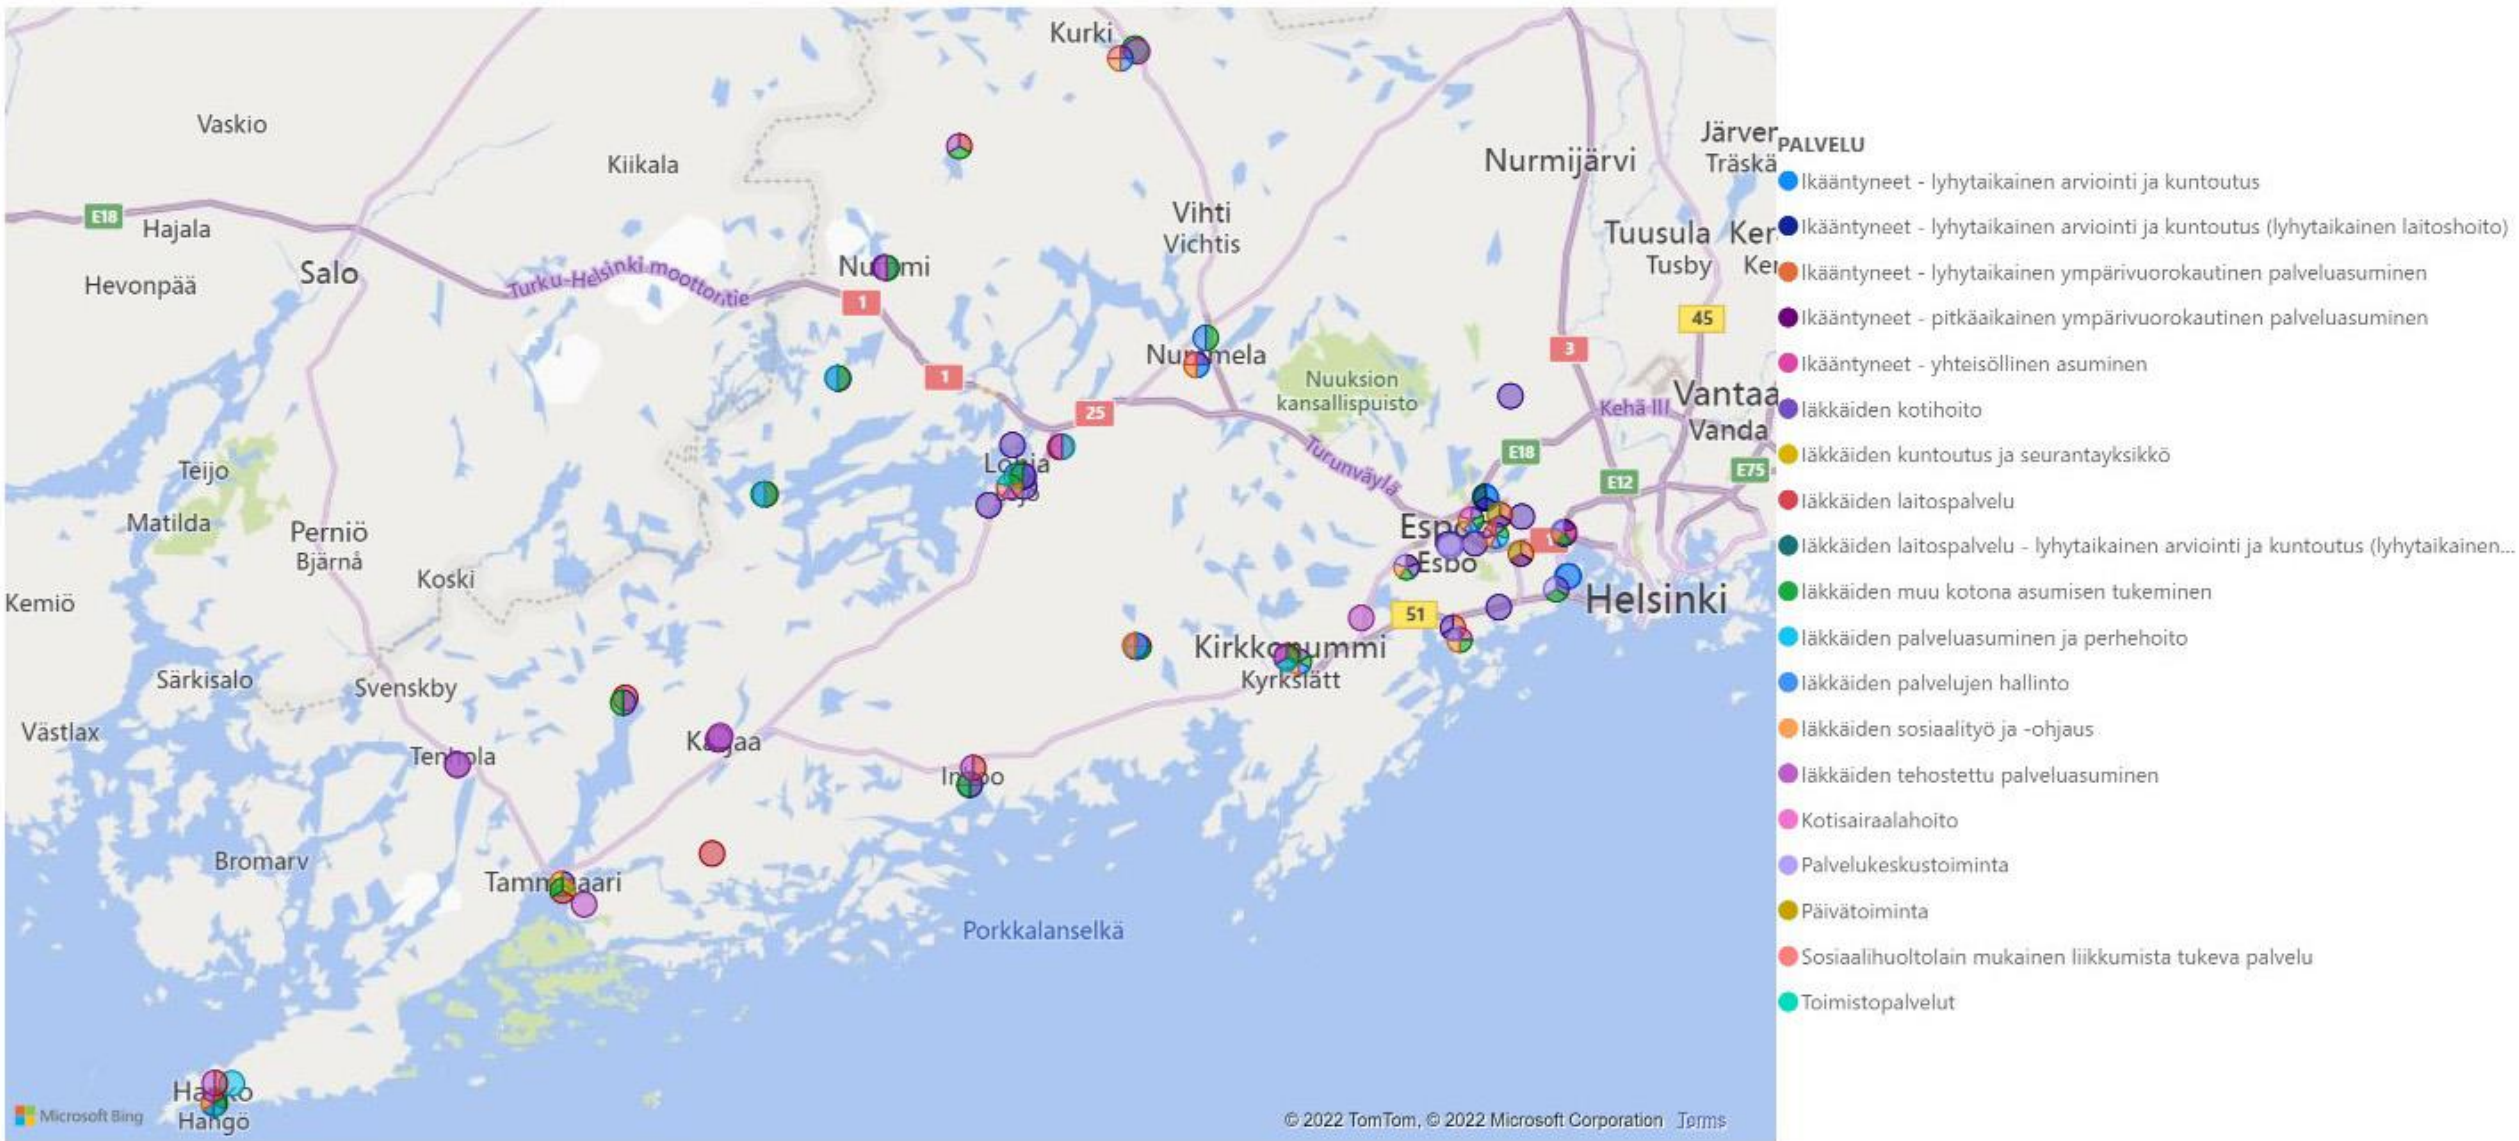 Kurki
Vaskio
Kiikala
Nurmijärvi
Järver
Träskä
E18
Hajala
Vihti
Vichtis
Tuusula
Tusby
Ker
Ker
Hevonpää
Salo
Turku-Helsinki moottoritie
1
45
3
1
25
Nuuksion
kansallispuisto
Vantaa
Vanda
Kehä III
Turunväylä
E18
E12
E75
Teijo
Matilda
Perniö
Bjärnå
Koski
Kemiö
Esbo
51
Helsinki
Kirkkonummi
Kyrkslätt
Särkisalo
Svenskby
Västlax
Bromarv
Porkkalanselkä
Hangö
Microsoft Bing
© 2022 TomTom, © 2022 Microsoft Corporation Terms
PALVELU
Ikääntyneet - lyhytaikainen arviointi ja kuntoutus
Ikääntyneet - lyhytaikainen arviointi ja kuntoutus (lyhytaikainen laitoshoito)
Ikääntyneet - lyhytaikainen ympärivuorokautinen palveluasuminen
Ikääntyneet - pitkäaikainen ympärivuorokautinen palveluasuminen
Ikääntyneet - yhteisöllinen asuminen
Iäkkäiden kotihoito
Iäkkäiden kuntoutus ja seurantayksikkö
Iäkkäiden laitospalvelu
Iäkkäiden laitospalvelu - lyhytaikainen arviointi ja kuntoutus (lyhytaikainen...
Iäkkäiden muu kotona asumisen tukeminen
Iäkkäiden palveluasuminen ja perhehoito
Iäkkäiden palvelujen hallinto
Iäkkäiden sosiaalityö ja -ohjaus
Iäkkäiden tehostettu palveluasuminen
Kotisairaalahoito
Palvelukeskustoiminta
Päivätoiminta
Sosiaalihuoltolain mukainen liikkumista tukeva palvelu
Toimistopalvelut